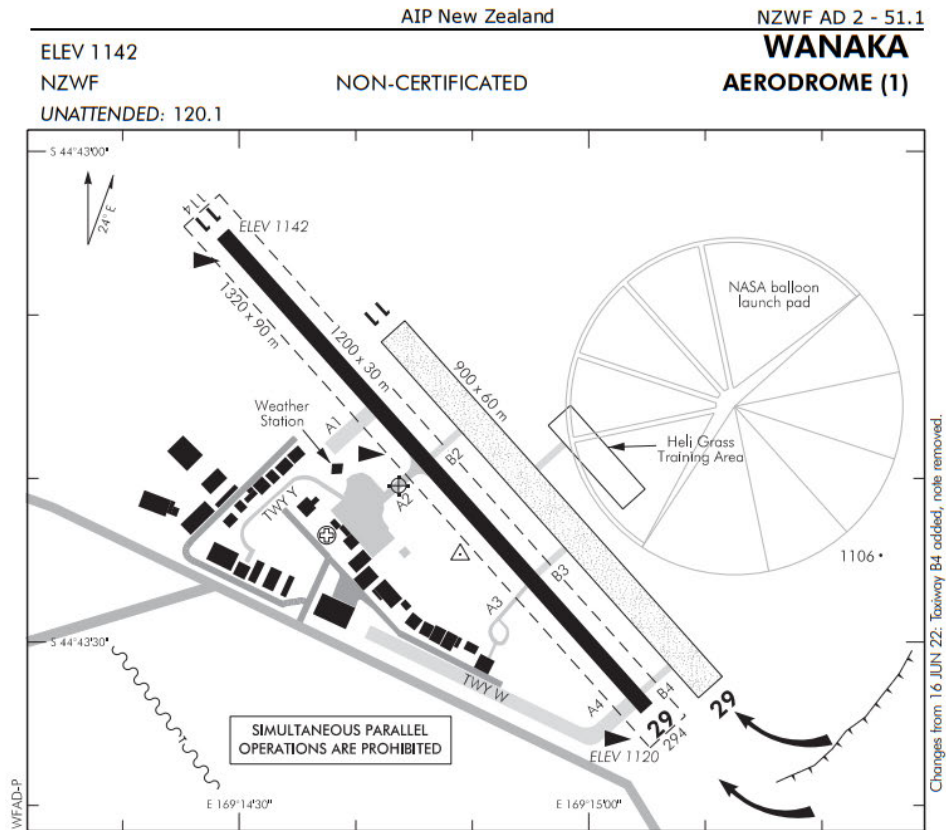 AIP New Zealand
NZWF AD 2 - 51.1
ELEV 1142
WANAKA
NZWF
NON-CERTIFICATED
AERODROME (1)
UNATTENDED: 120.1
S 44°43'00"
24° E
114
11
ELEV 1142
1320 x 90 m
1200 x 30 m
11
900 x 60 m
NASA balloon
launch pad
Weather
Station
A1
B2
A2
Heli Grass
Training Area
TWY Y
1106
B3
A3
S 44°43'30"
TWY W
A4
B4
29
294
29
ELEV 1120
SIMULTANEOUS PARALLEL
OPERATIONS ARE PROHIBITED
E 169°14'30"
E 169°15'00"
WFAD-P
Changes from 16 JUN 22: Taxiway B4 added, note removed.